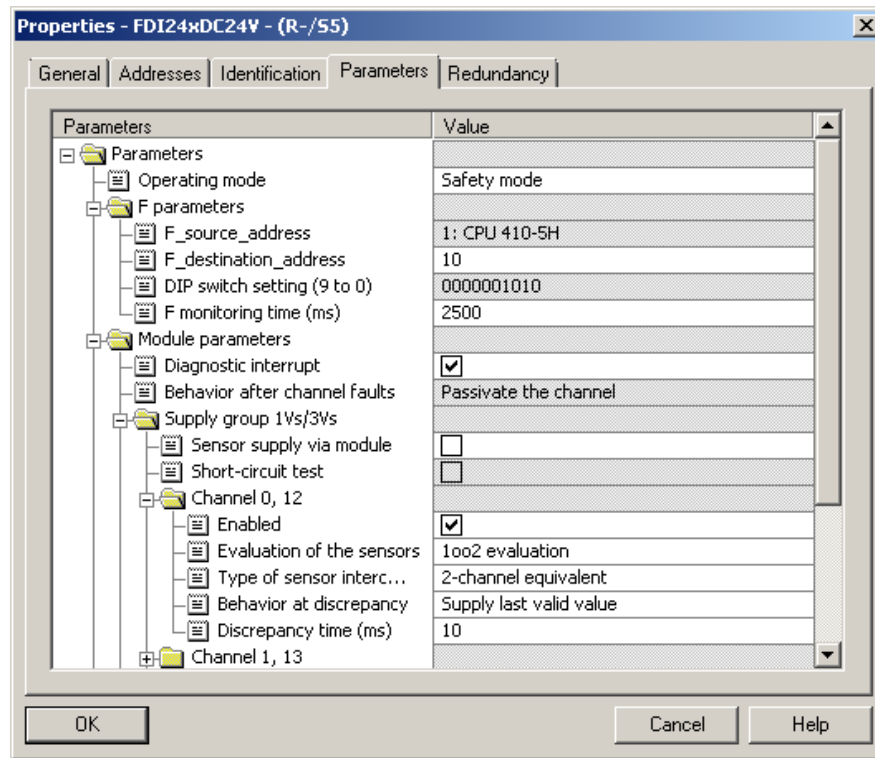 Properties - FDI24xDC24V - (R-/S5)
General Addresses Identification Parameters Redundancy
Parameters Value
Parameters
Operating mode Safety mode
F parameters
F_source_address 1: CPU 410-5H
F_destination_address 10
DIP switch setting (9 to 0) 0000001010
F monitoring time (ms) 2500
Module parameters
Diagnostic interrupt
Behavior after channel faults Passivate the channel
Supply group 1Vs/3Vs
Sensor supply via module
Short-circuit test
Channel 0, 12
Enabled
Evaluation of the sensors 1oo2 evaluation
Type of sensor interc... 2-channel equivalent
Behavior at discrepancy Supply last valid value
Discrepancy time (ms) 10
Channel 1, 13
OK Cancel Help